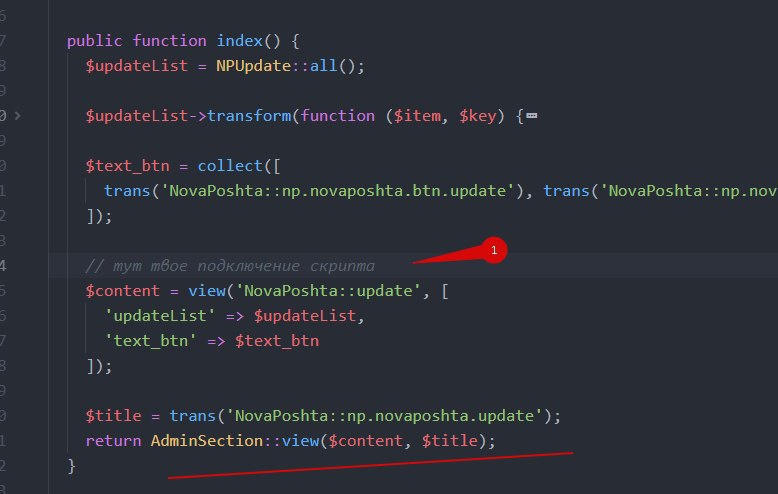 6
7 public function index() {
8 $updateList = NPUpdate::all();
9
0 > $updateList->transform(function ($item, $key) {
9
0 $text_btn = collect([
1 trans('NovaPoshta::np.novaposhta.btn.update'), trans('NovaPoshta::np.nov
2 ]);
3
4 // тут твое подключение скрипта
1
5 $content = view('NovaPoshta::update', [
6 'updateList' => $updateList,
7 'text_btn' => $text_btn
8 ]);
9
0 $title = trans('NovaPoshta::np.novaposhta.update');
1 return AdminSection::view($content, $title);
2 }
3